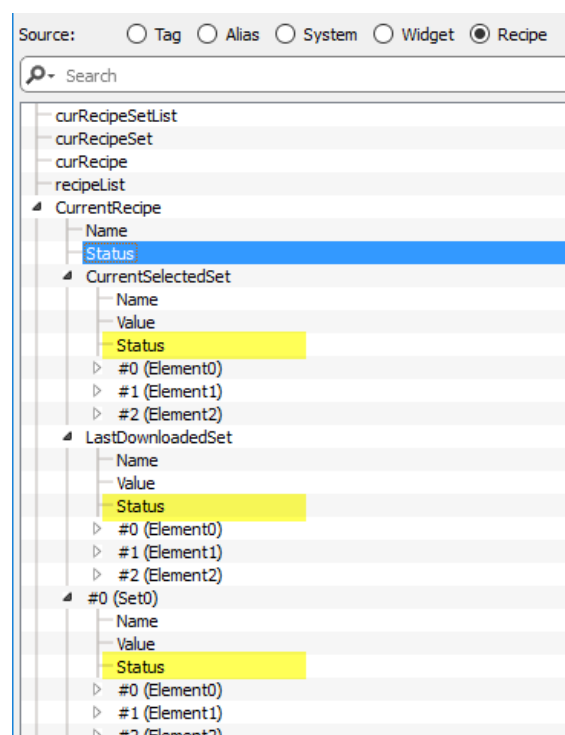 Source: Tag Alias System Widget Recipe
Search
curRecipeSetList
curRecipeSet
curRecipe
recipeList
CurrentRecipe
Name
Status
CurrentSelectedSet
Name
Value
Status
#0 (Element0)
#1 (Element1)
#2 (Element2)
LastDownloadedSet
Name
Value
Status
#0 (Element0)
#1 (Element1)
#2 (Element2)
#0 (Set0)
Name
Value
Status
#0 (Element0)
#1 (Element1)
#2 (Element2)